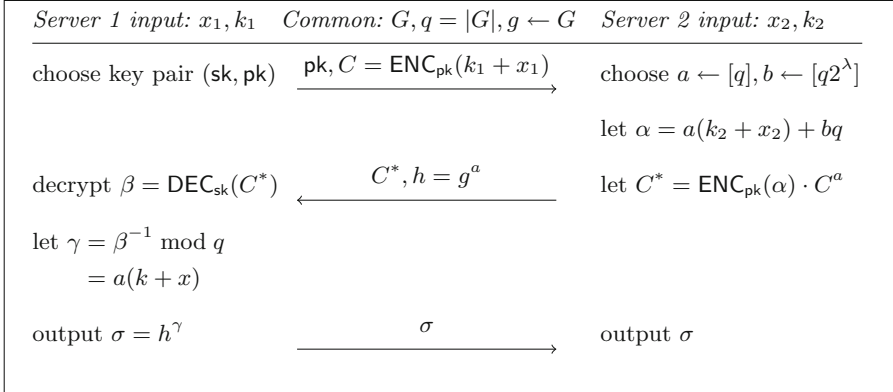 Server 1 input: x₁, k₁ Common: G, q = |G|, g ← G Server 2 input: x₂, k₂
choose key pair (sk, pk) pk, C = ENC_pk(k₁ + x₁) choose a ← [q], b ← [q2^λ]
let α = a(k₂ + x₂) + bq
decrypt β = DEC_sk(C*) C*, h = g^a let C* = ENC_pk(α) · C^a
let γ = β⁻¹ mod q
= a(k + x)
output σ = h^γ σ output σ